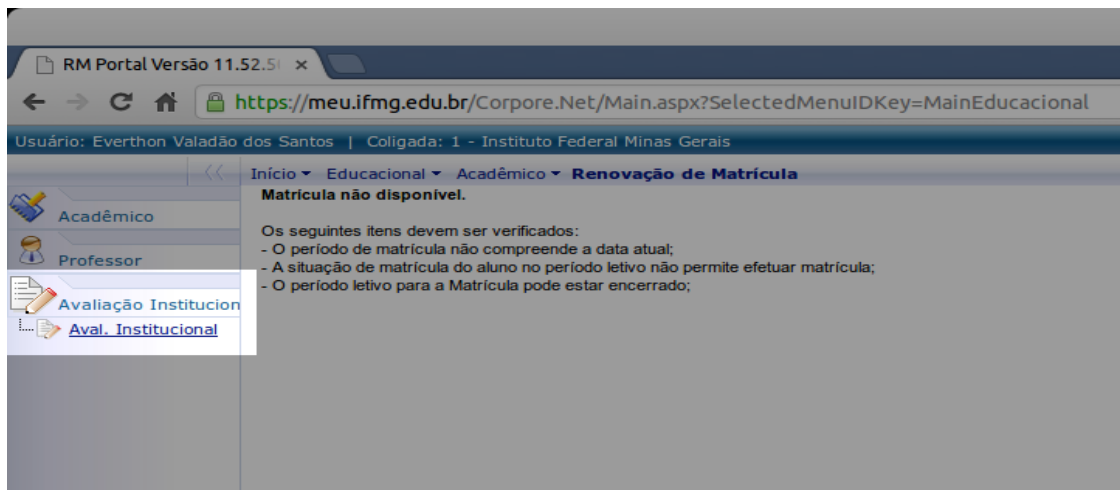 RM Portal Versão 11.52.5
https://meu.ifmg.edu.br/Corpore.Net/Main.aspx?SelectedMenuIDKey=MainEducacional
Usuário: Everthon Valadão dos Santos | Coligada: 1 - Instituto Federal Minas Gerais
Início Educacional Acadêmico Renovação de Matrícula
Acadêmico
Professor
Avaliação Institucion
Aval. Institucional
Matrícula não disponível.
Os seguintes itens devem ser verificados:
- O período de matrícula não compreende a data atual;
- A situação de matrícula do aluno no período letivo não permite efetuar matrícula;
- O período letivo para a Matrícula pode estar encerrado;